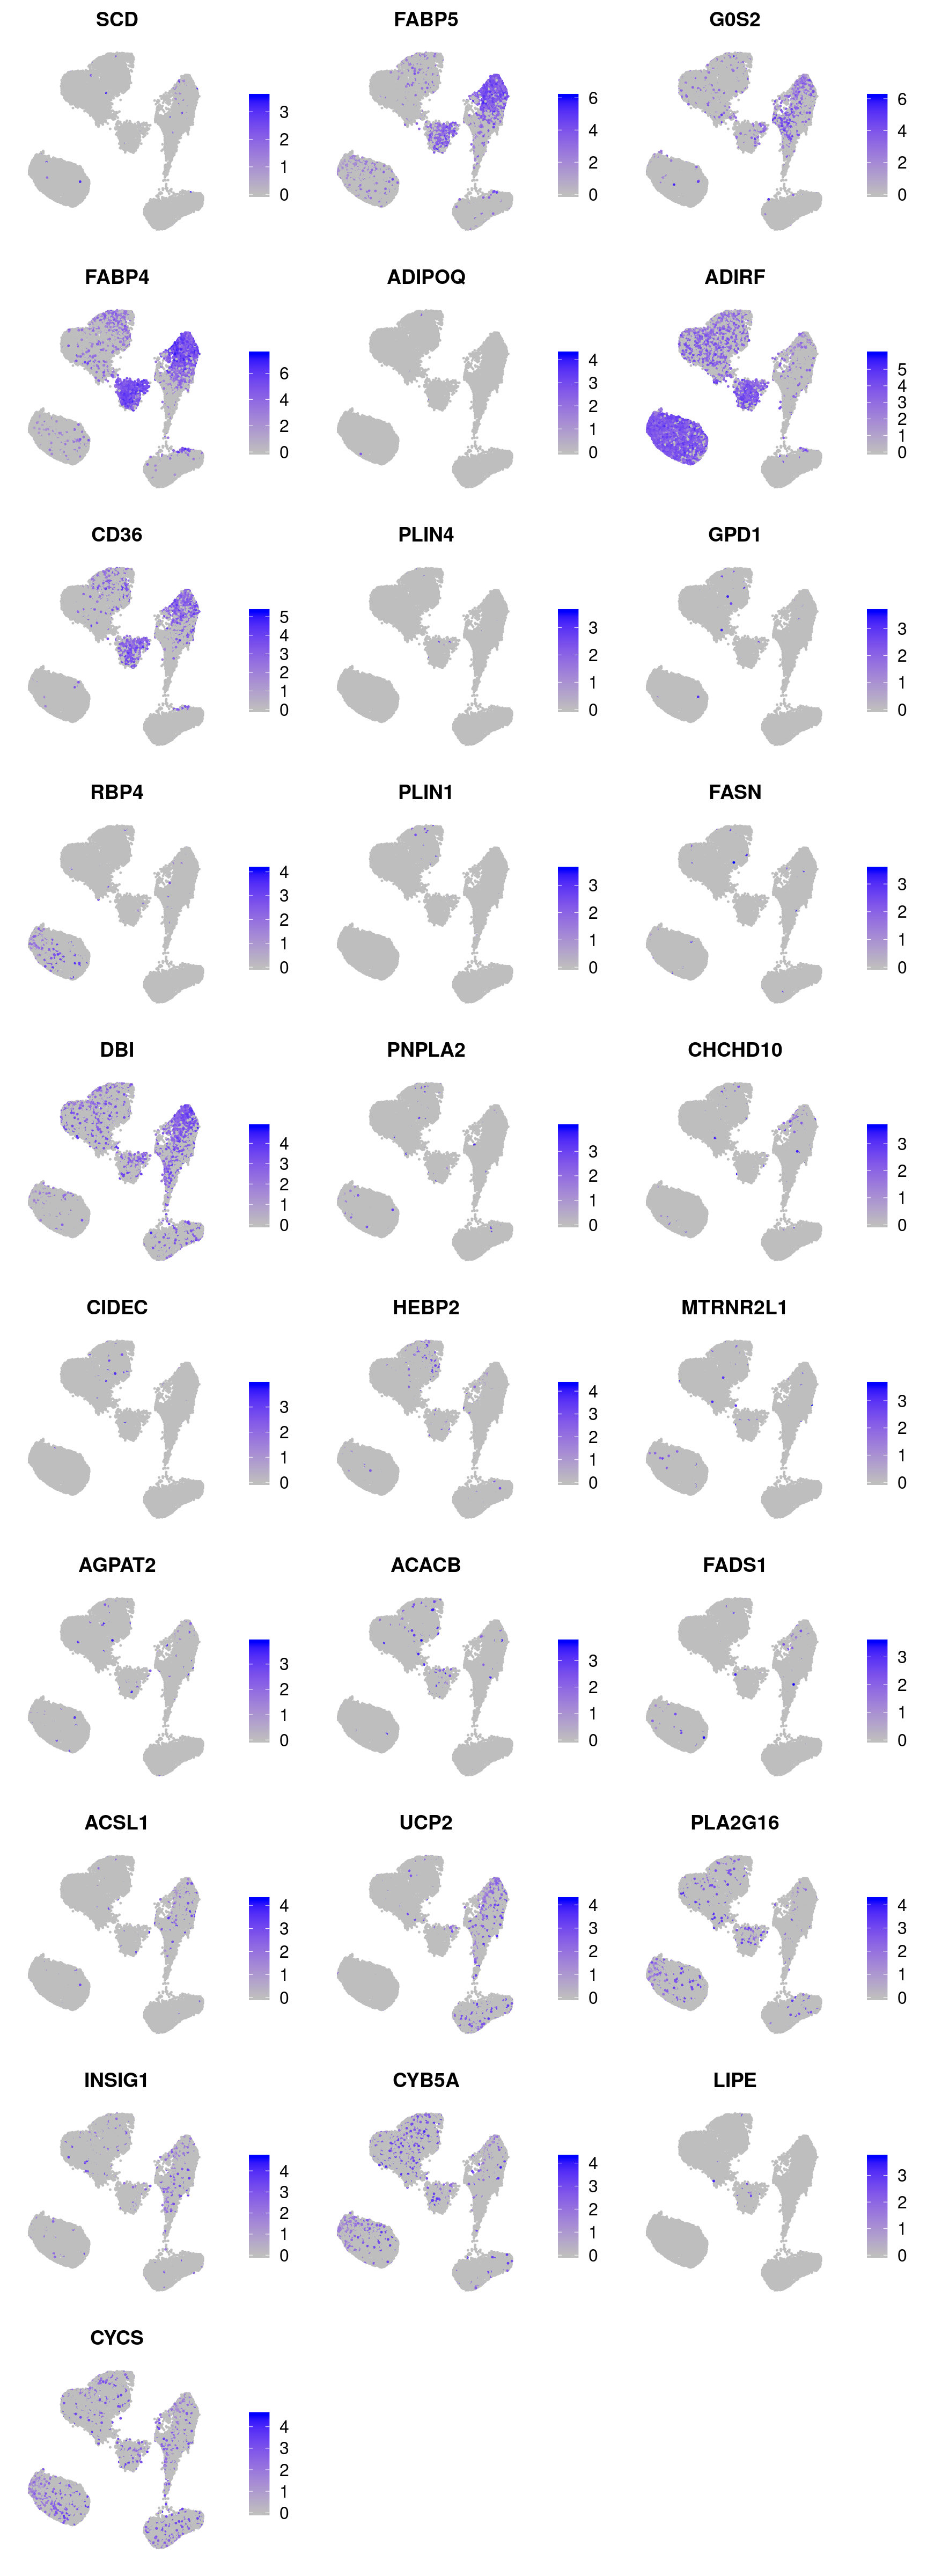 SCD FABP5 G0S2
3 2 1 0 6 4 2 0 6 4 2 0
FABP4 ADIPOQ ADIRF
6 4 2 0 4 3 2 1 0 5 4 3 2 1 0
CD36 PLIN4 GPD1
5 4 3 2 1 0 3 2 1 0 3 2 1 0
RBP4 PLIN1 FASN
4 3 2 1 0 3 2 1 0 3 2 1 0
DBI PNPLA2 CHCHD10
4 3 2 1 0 3 2 1 0 3 2 1 0
CIDEC HEBP2 MTRNR2L1
3 2 1 0 4 3 2 1 0 3 2 1 0
AGPAT2 ACACB FADS1
3 2 1 0 3 2 1 0 3 2 1 0
ACSL1 UCP2 PLA2G16
4 3 2 1 0 4 3 2 1 0 4 3 2 1 0
INSIG1 CYB5A LIPE
4 3 2 1 0 4 3 2 1 0 3 2 1 0
CYCS
4 3 2 1 0